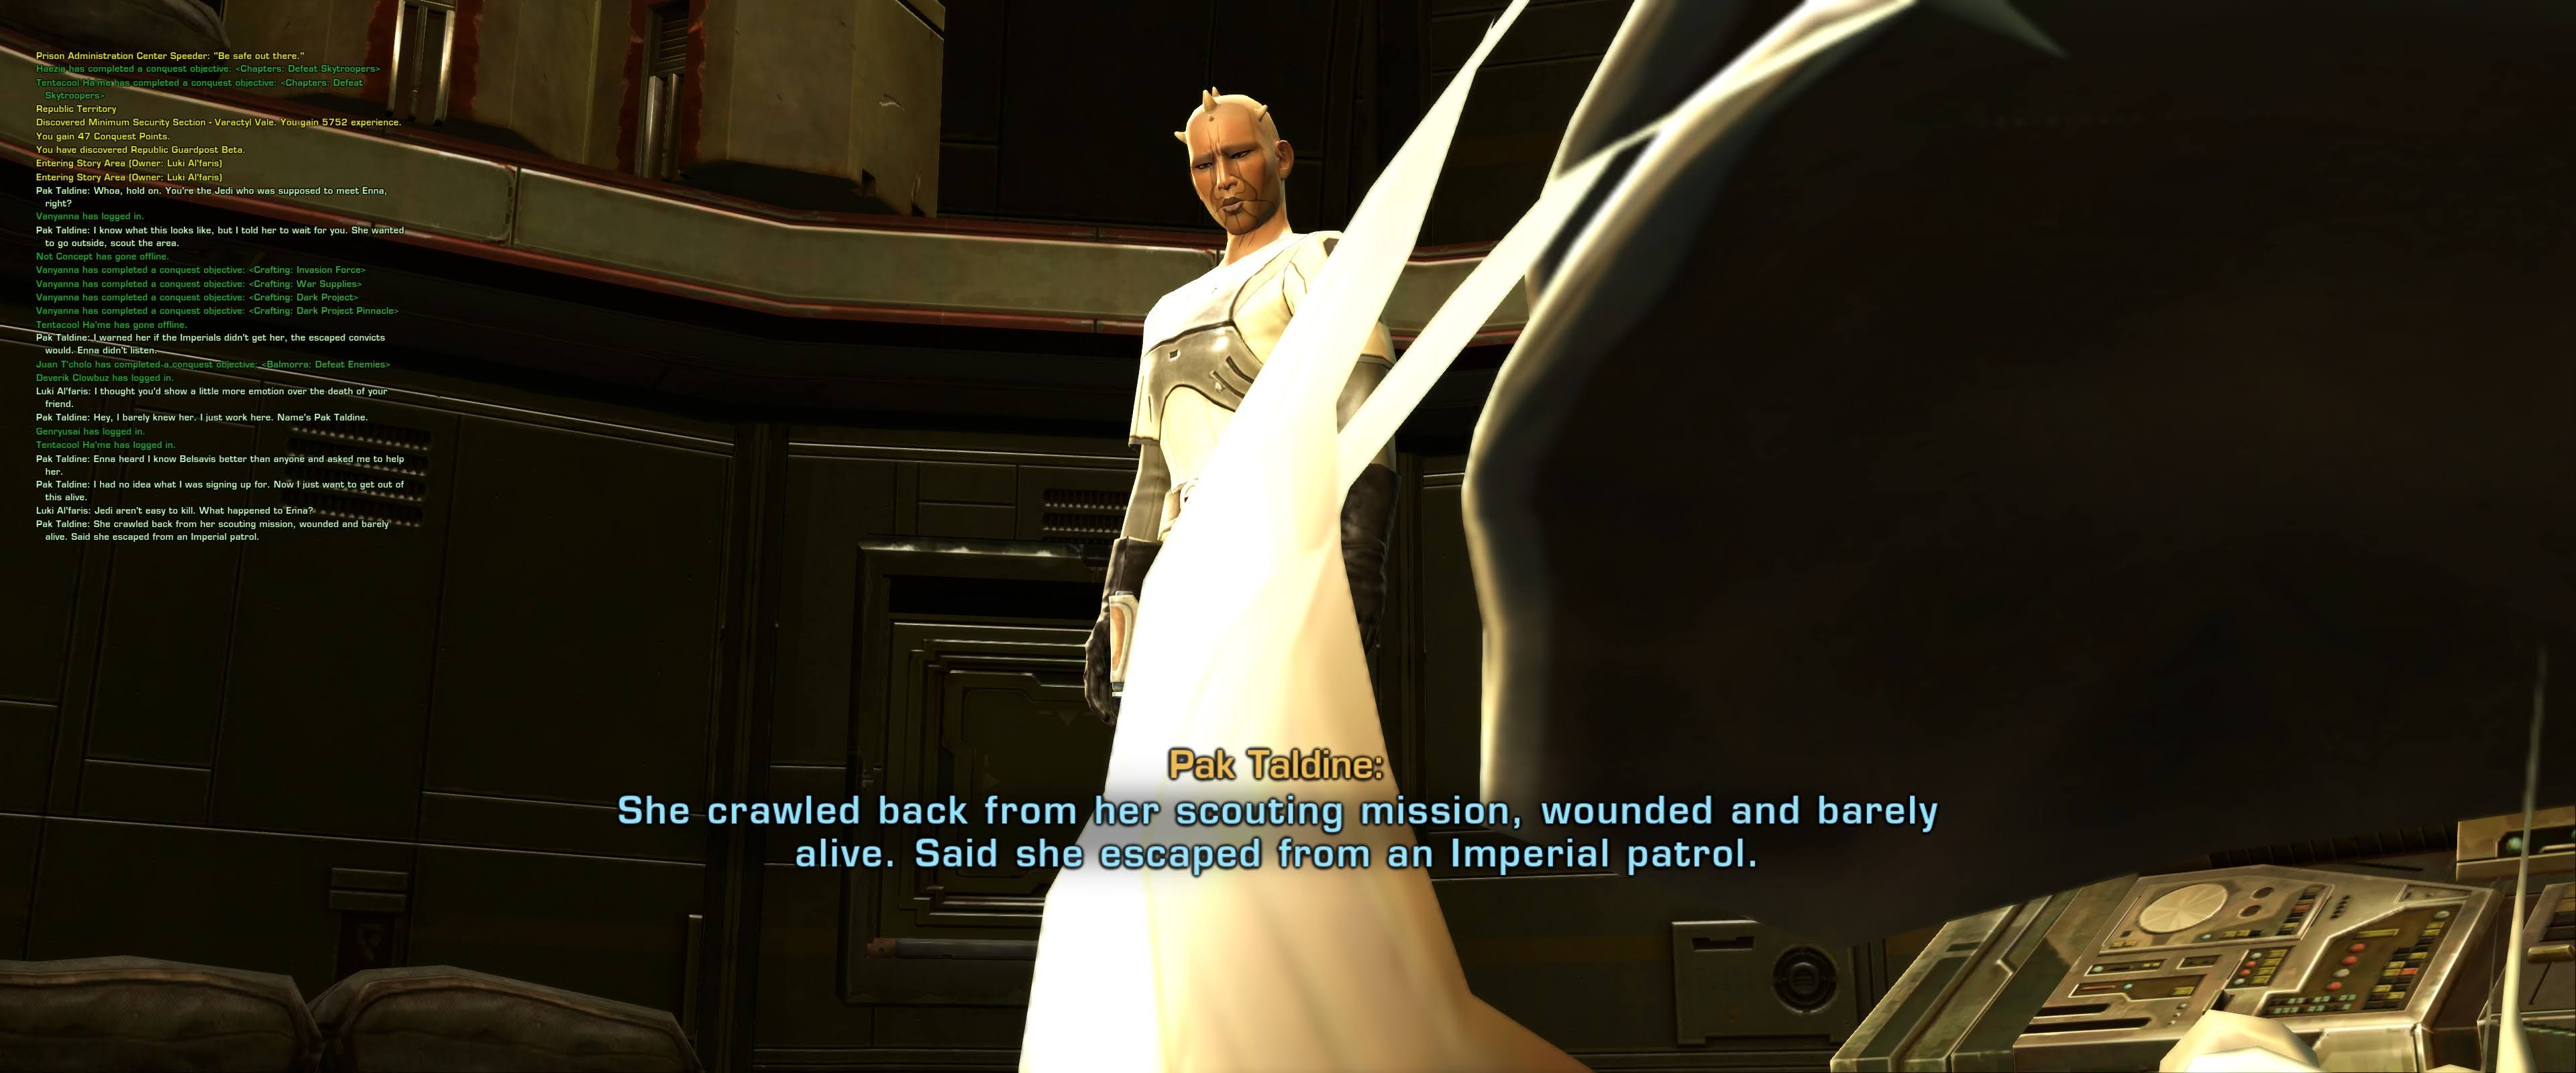 Prison Administration Center Speeder: "Be safe out there."
Haezia has completed a conquest objective: <Chapters: Defeat Skytroopers>
Tentacool Ha'me has completed a conquest objective: <Chapters: Defeat
Skytroopers>
Republic Territory
Discovered Minimum Security Section - Varactyl Vale. You gain 5752 experience.
You gain 47 Conquest Points.
You have discovered Republic Guardpost Beta.
Entering Story Area (Owner: Luki Al'faris)
Entering Story Area (Owner: Luki Al'faris)
Pak Taldine: Whoa, hold on. You're the Jedi who was supposed to meet Enna,
right?
Vanyanna has logged in.
Pak Taldine: I know what this looks like, but I told her to wait for you. She wanted
to go outside, scout the area.
Not Concept has gone offline.
Vanyanna has completed a conquest objective: <Crafting: Invasion Force>
Vanyanna has completed a conquest objective: <Crafting: War Supplies>
Vanyanna has completed a conquest objective: <Crafting: Dark Project>
Vanyanna has completed a conquest objective: <Crafting: Dark Project Pinnacle>
Tentacool Ha'me has gone offline.
Pak Taldine: I warned her if the Imperials didn't get her, the escaped convicts
would. Enna didn't listen.
Juan T'cholo has completed a conquest objective: <Balmorra: Defeat Enemies>
Deverik Clowbuz has logged in.
Luki Al'faris: I thought you'd show a little more emotion over the death of your
friend.
Pak Taldine: Hey, I barely knew her. I just work here. Name's Pak Taldine.
Genryusai has logged in.
Tentacool Ha'me has logged in.
Pak Taldine: Enna heard I know Belsavis better than anyone and asked me to help
her.
Pak Taldine: I had no idea what I was signing up for. Now I just want to get out of
this alive.
Luki Al'faris: Jedi aren't easy to kill. What happened to Enna?
Pak Taldine: She crawled back from her scouting mission, wounded and barely
alive. Said she escaped from an Imperial patrol.
Pak Taldine:
She crawled back from her scouting mission, wounded and barely
alive. Said she escaped from an Imperial patrol.